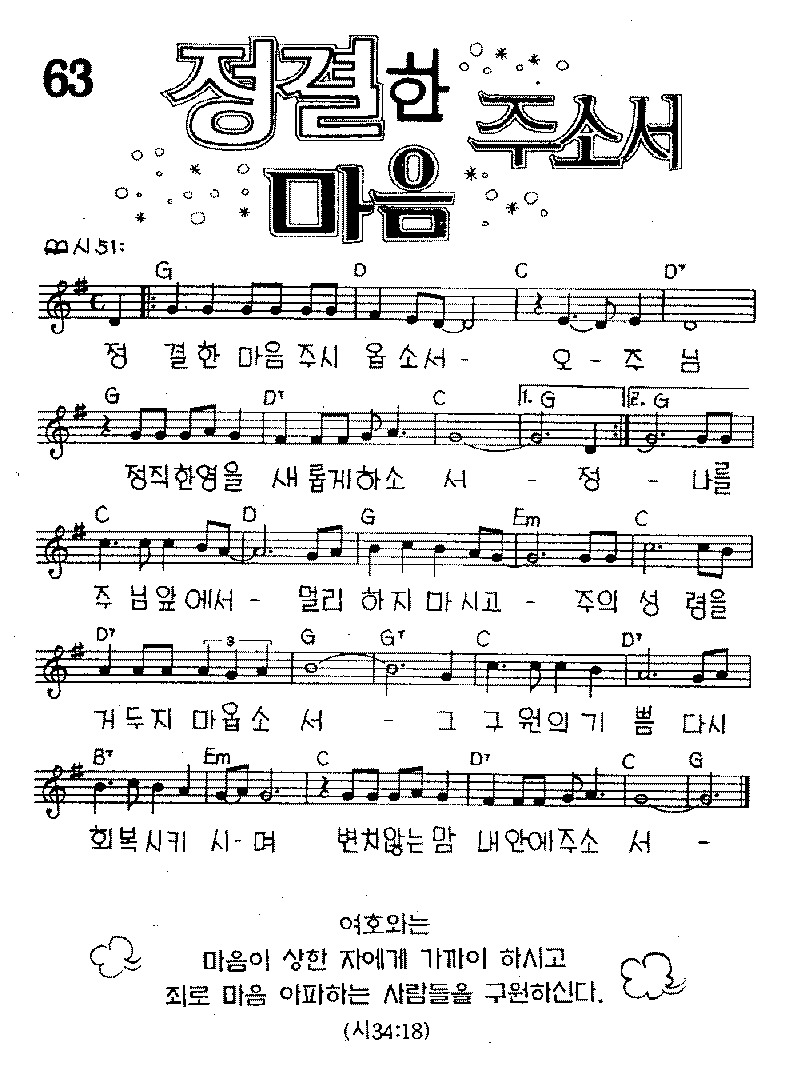 63
정결한
마음
주소서
시 51:
G D C D7
정 결한 마음 주시 옵 소서 - 오 - 주 님
G D7 C 1. G 2. G
정직한영을 새 롭게하소 서 - 정 - 나를
C D G Em C
주 님앞에서 - 멀리 하지 마시고 - 주의 성 령을
D7 3 G G7 C D7
거 두지 마옵소 서 - 그 구 원의 기 쁨 다시
B7 Em C D7 C G
회복시키 시- 며 변치않는 맘 내 안에주소 서 -
여호와는
마음이 상한 자에게 가까이 하시고
죄로 마음 아파하는 사람들을 구원하신다.
(시34:18)